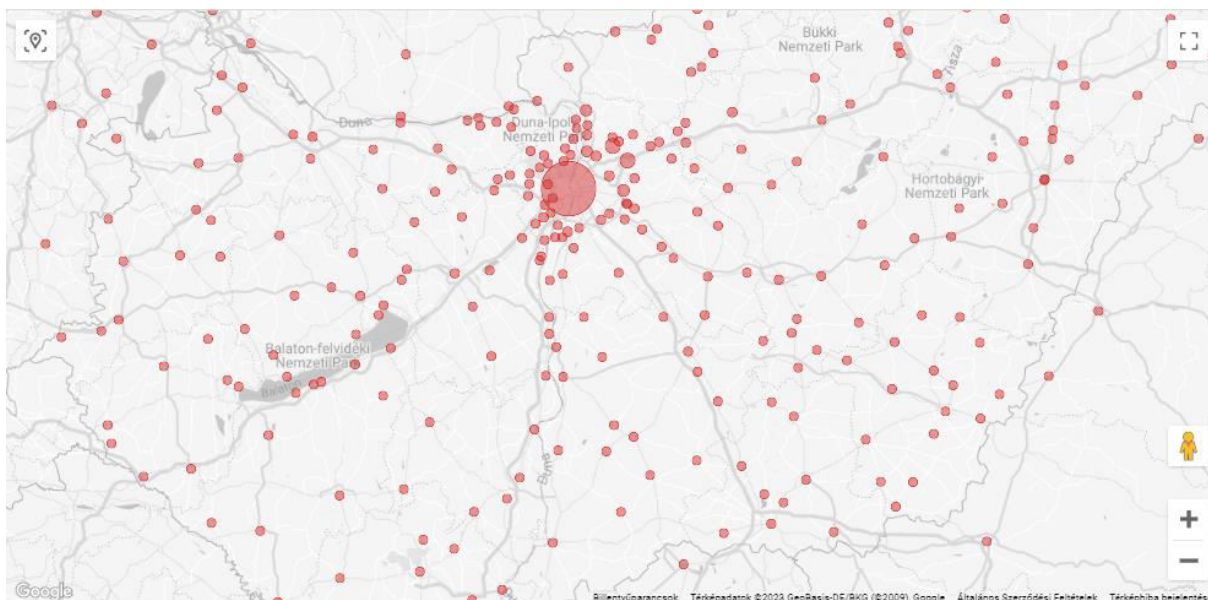 Bükki
Nemzeti Park
Tisza
Duna
Duna-Ipoly
Nemzeti Park
Hortobágyi
Nemzeti Park
Balaton-felvidéki
Nemzeti Park
Balaton
Duna
Google
Billentyűparancsok Térképadatok ©2023 GeoBasis-DE/BKG (©2009), Google Általános Szerződési Feltételek Térképhiba bejelentése